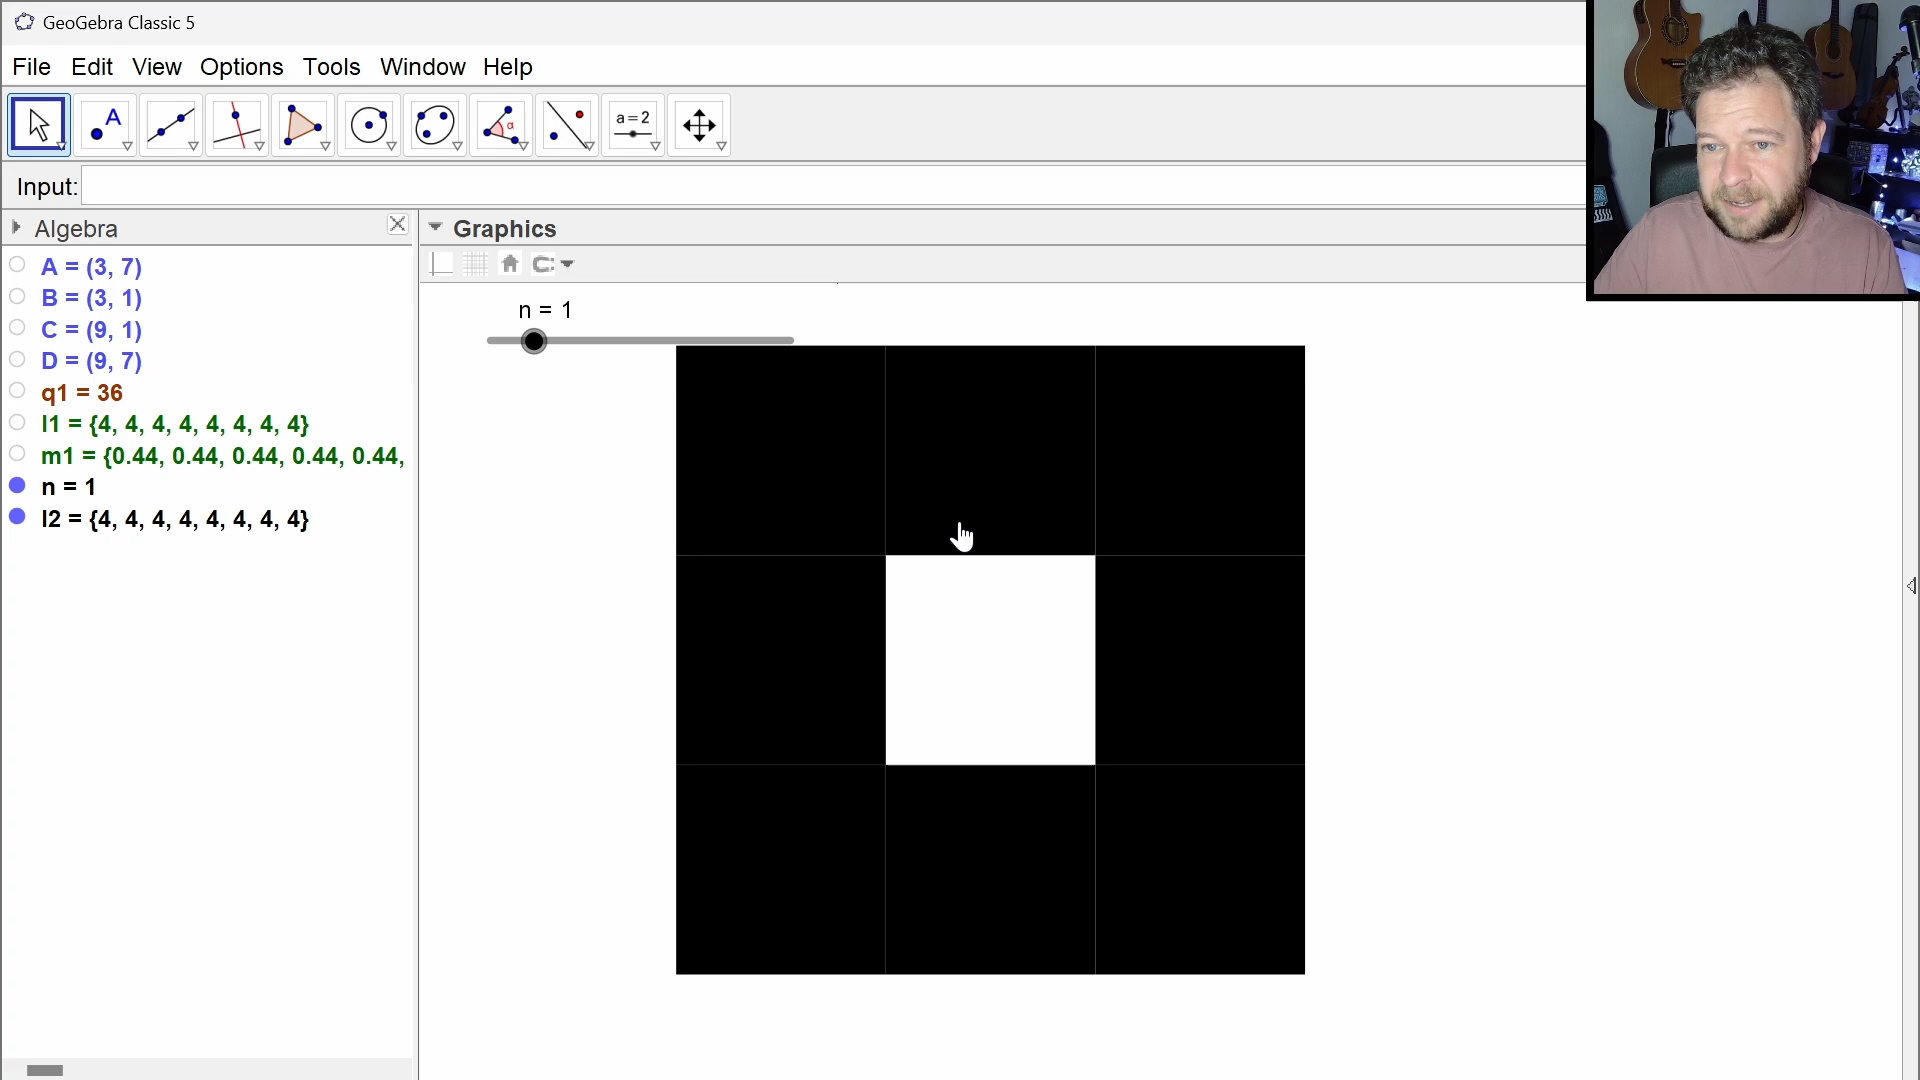 GeoGebra Classic 5
File Edit View Options Tools Window Help
A
α
a=2
Input:
Algebra
Graphics
A = (3, 7)
B = (3, 1)
C = (9, 1)
D = (9, 7)
q1 = 36
l1 = {4, 4, 4, 4, 4, 4, 4, 4}
m1 = {0.44, 0.44, 0.44, 0.44, 0.44,
n = 1
l2 = {4, 4, 4, 4, 4, 4, 4, 4}
n = 1